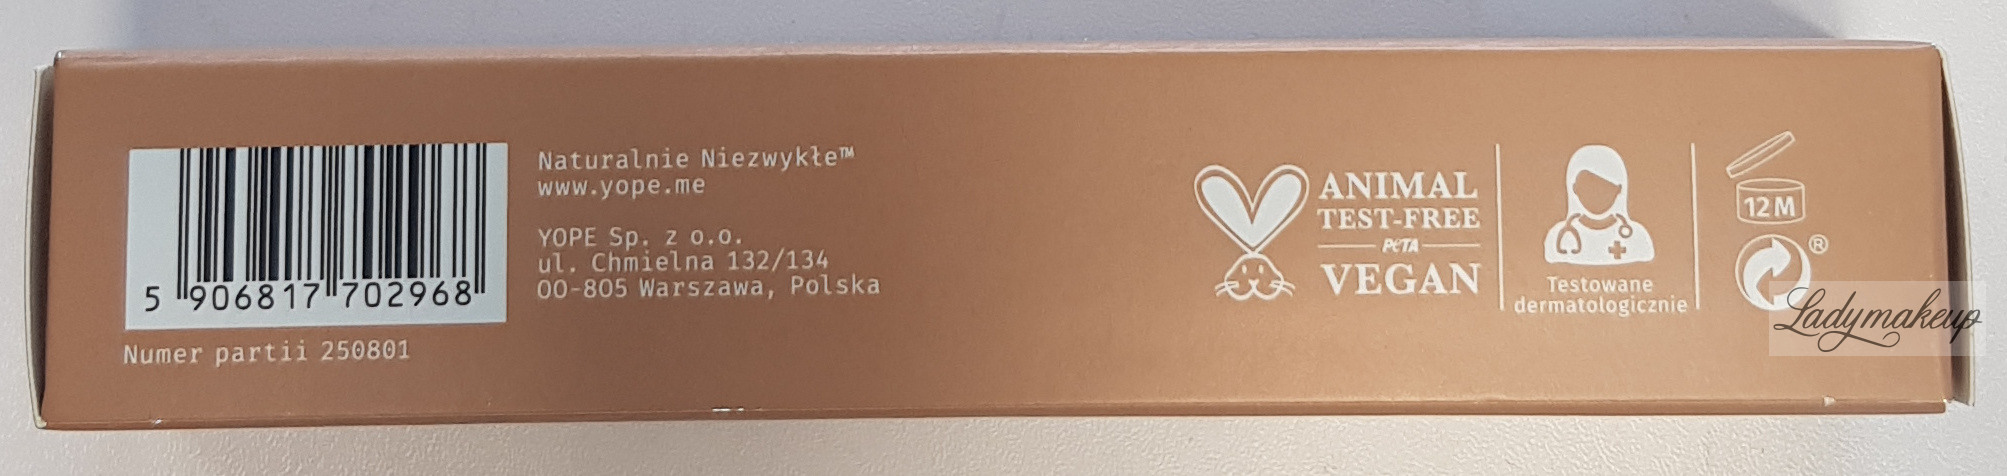 5 906817 702968
Numer partii 250801
Naturalnie Niezwykłe™
www.yope.me
YOPE Sp. z o.o.
ul. Chmielna 132/134
00-805 Warszawa, Polska
ANIMAL
TEST-FREE
PETA
VEGAN
Testowane
dermatologicznie
12M
®
Ladymakeup